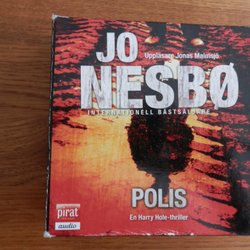 JO
Uppläsare Jonas Malmsjö
NESBØ
INTERNATIONELL BÄSTSÄLJARE
POLIS
En Harry Hole-thriller
pirat
audio